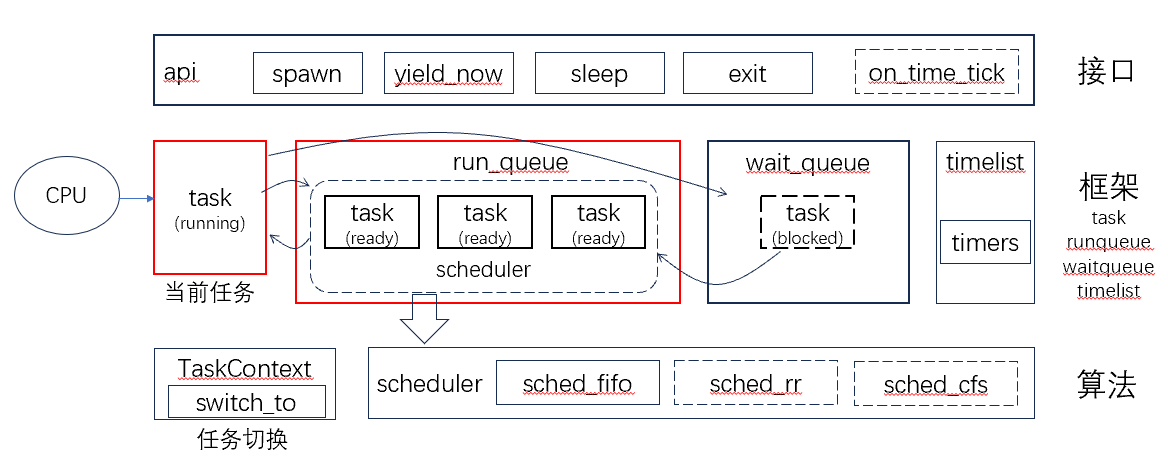 api
spawn
yield_now
sleep
exit
on_time_tick
接口
CPU
task
(running)
当前任务
run_queue
task
(ready)
task
(ready)
task
(ready)
scheduler
wait_queue
task
(blocked)
timelist
timers
框架
task
runqueue
waitqueue
timelist
TaskContext
switch_to
任务切换
scheduler
sched_fifo
sched_rr
sched_cfs
算法